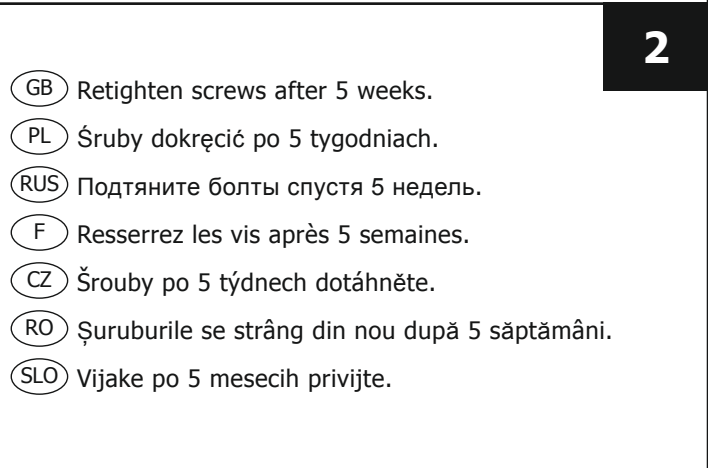 2
GB Retighten screws after 5 weeks.
PL Śruby dokręcić po 5 tygodniach.
RUS Подтяните болты спустя 5 недель.
F Resserrez les vis après 5 semaines.
CZ Šrouby po 5 týdnech dotáhněte.
RO Șuruburile se strâng din nou după 5 săptămâni.
SLO Vijake po 5 mesecih privijte.